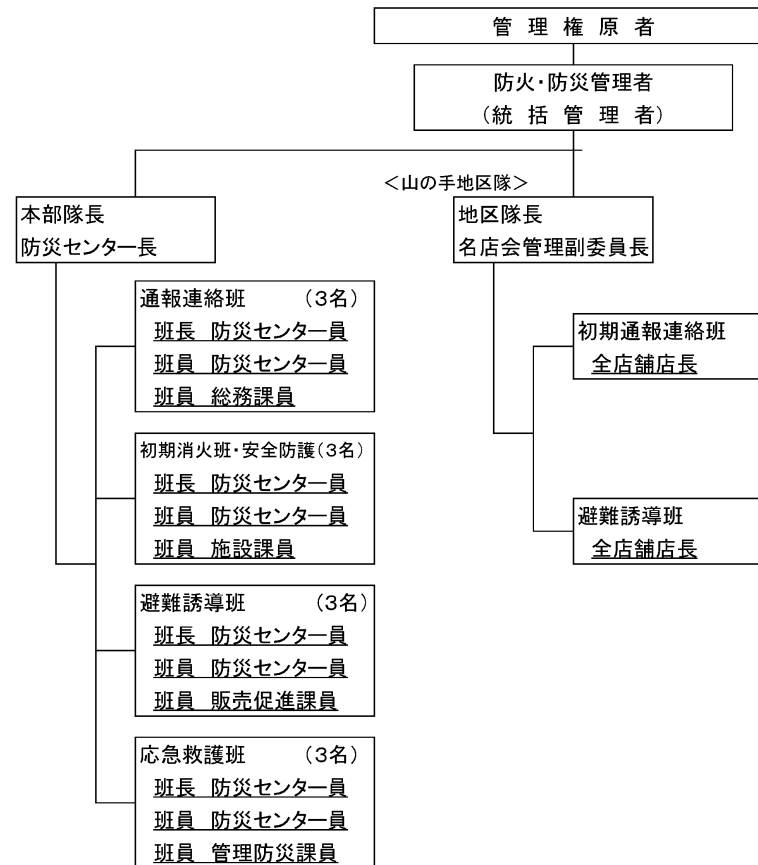 管 理 権 原 者
防火・防災管理者
(統 括 管 理 者)
<山の手地区隊>
本部隊長
防災センター長
地区隊長
名店会管理副委員長
通報連絡班 (3名)
班長 防災センター員
班員 防災センター員
班員 総務課員
初期消火班・安全防護(3名)
班長 防災センター員
班員 防災センター員
班員 施設課員
避難誘導班 (3名)
班長 防災センター員
班員 防災センター員
班員 販売促進課員
応急救護班 (3名)
班長 防災センター員
班員 防災センター員
班員 管理防災課員
初期通報連絡班
全店舗店長
避難誘導班
全店舗店長